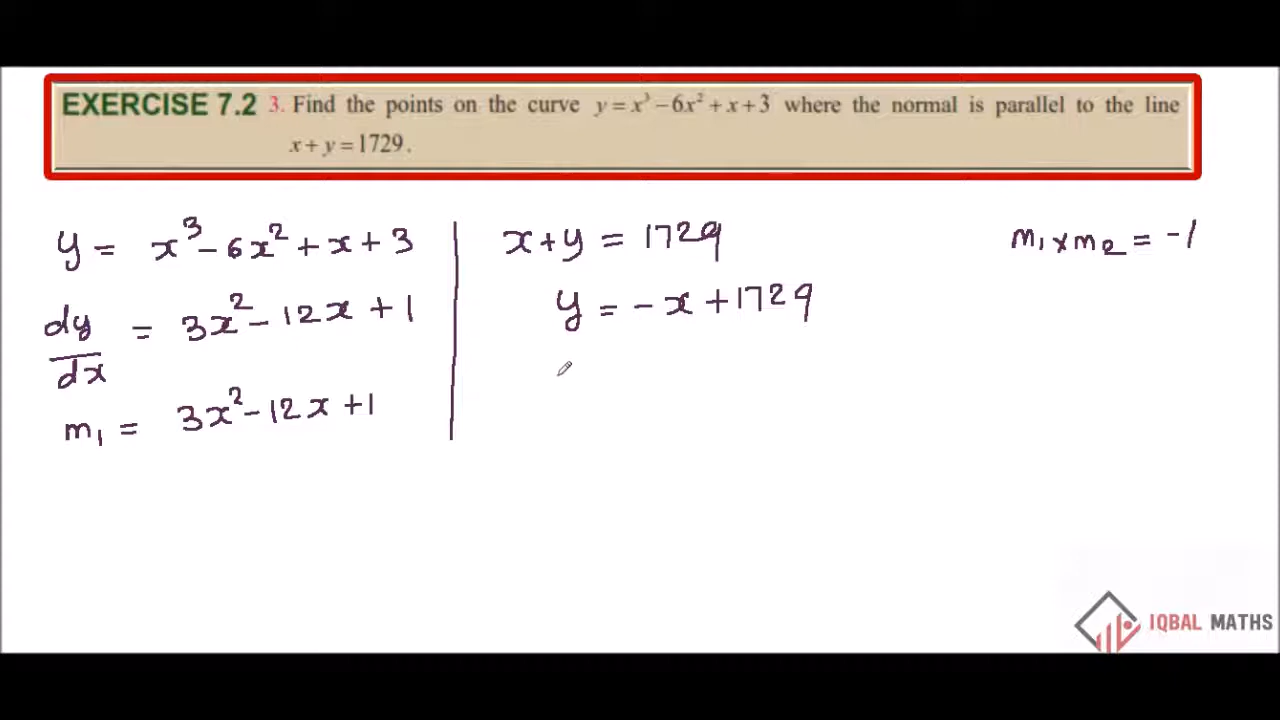 EXERCISE 7.2 3. Find the points on the curve y = x³ − 6x² + x + 3 where the normal is parallel to the line
x + y = 1729.
y = x³ − 6x² + x + 3
dy/dx = 3x² − 12x + 1
m₁ = 3x² − 12x + 1
x + y = 1729
y = − x + 1729
m₁ × m₂ = −1
IQBAL MATHS